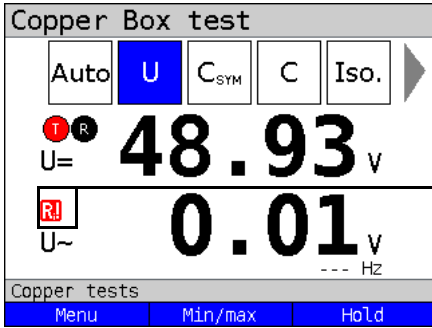 Copper Box test
Auto U CSYM C Iso.
T R
U= 48.93 V
R!
U~ 0.01 V
--- Hz
Copper tests
Menu Min/max Hold